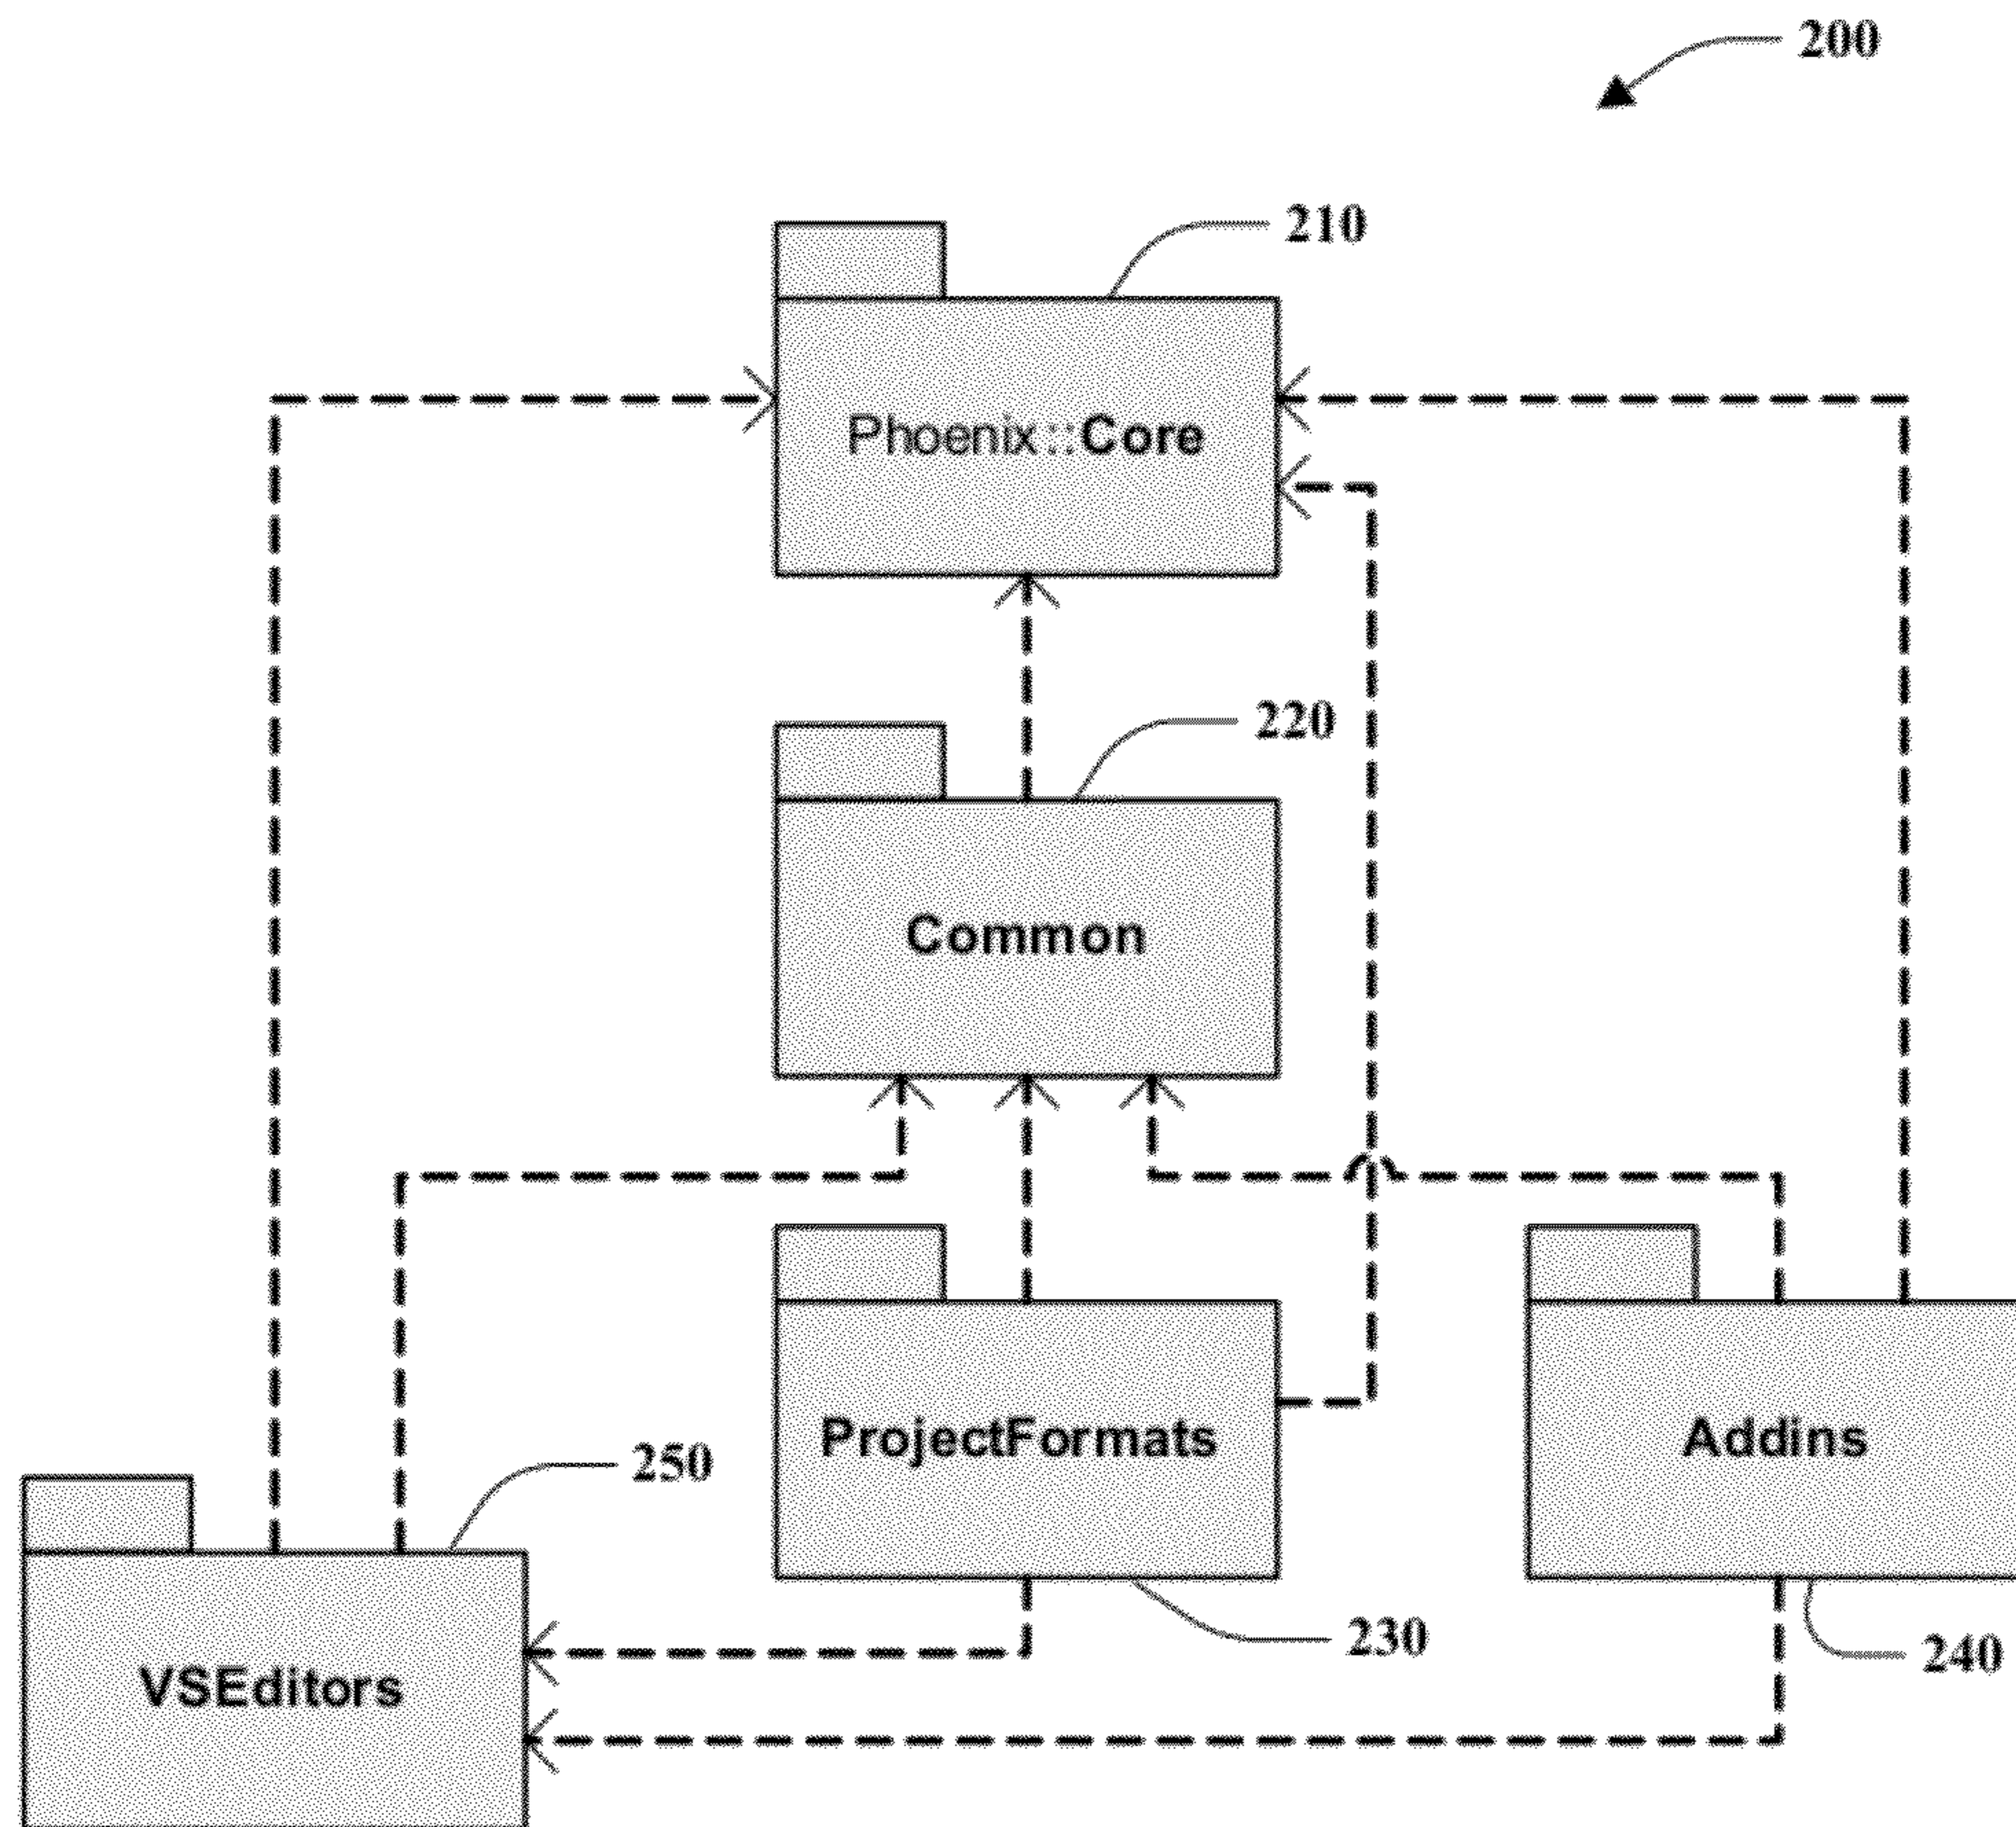 200
210
Phoenix::Core
220
Common
ProjectFormats
Addins
250
230
240
VSEditors